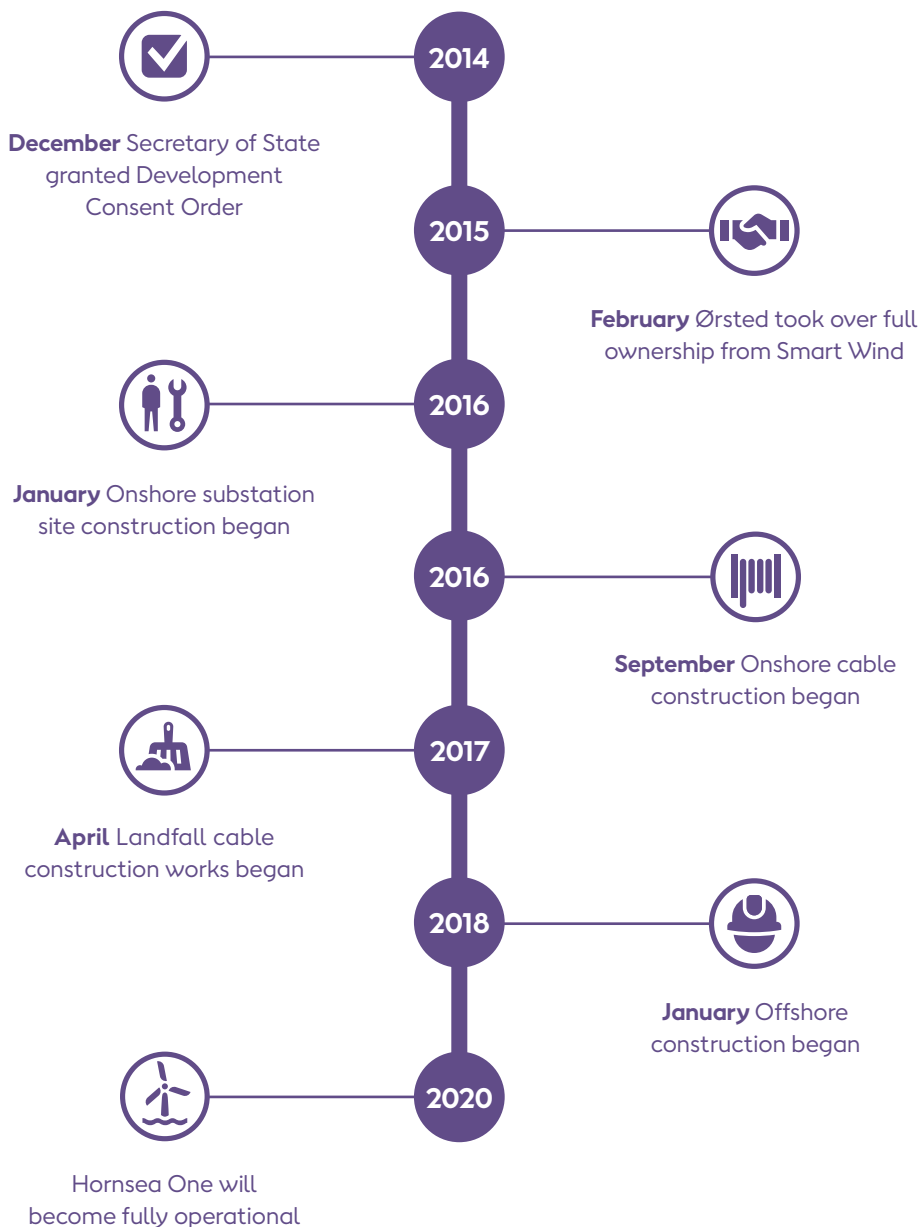 2014
December Secretary of State
granted Development
Consent Order
2015
February Ørsted took over full
ownership from Smart Wind
2016
January Onshore substation
site construction began
2016
September Onshore cable
construction began
2017
April Landfall cable
construction works began
2018
January Offshore
construction began
2020
Hornsea One will
become fully operational